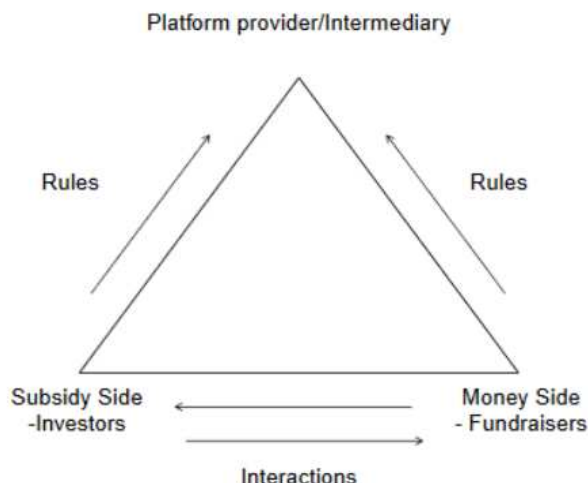 Platform provider/Intermediary
Rules
Rules
Subsidy Side
-Investors
Money Side
- Fundraisers
Interactions